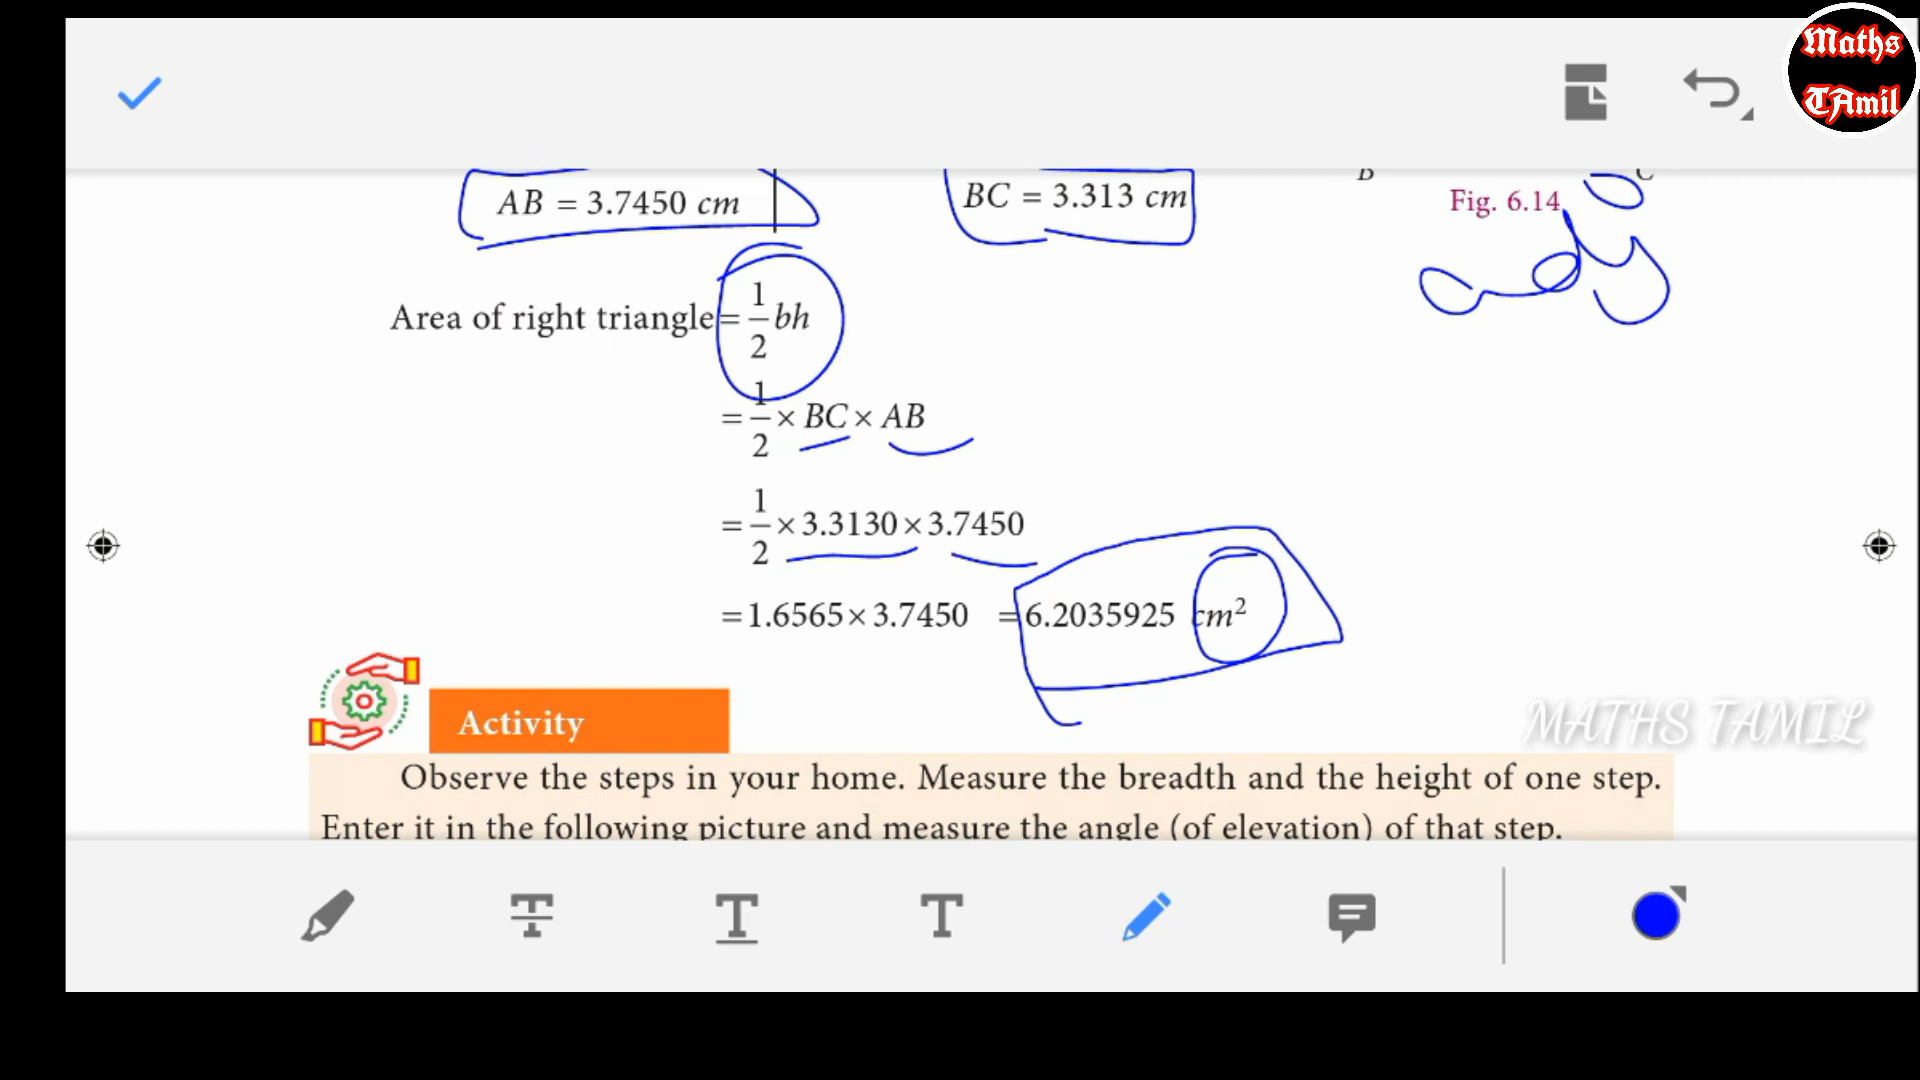 Maths
TAmil
AB = 3.7450 cm
BC = 3.313 cm
B
C
Fig. 6.14
Area of right triangle = 1/2 bh
= 1/2 × BC × AB
= 1/2 × 3.3130 × 3.7450
= 1.6565 × 3.7450 = 6.2035925 cm²
MATHS TAMIL
Activity
Observe the steps in your home. Measure the breadth and the height of one step.
Enter it in the following picture and measure the angle (of elevation) of that step.